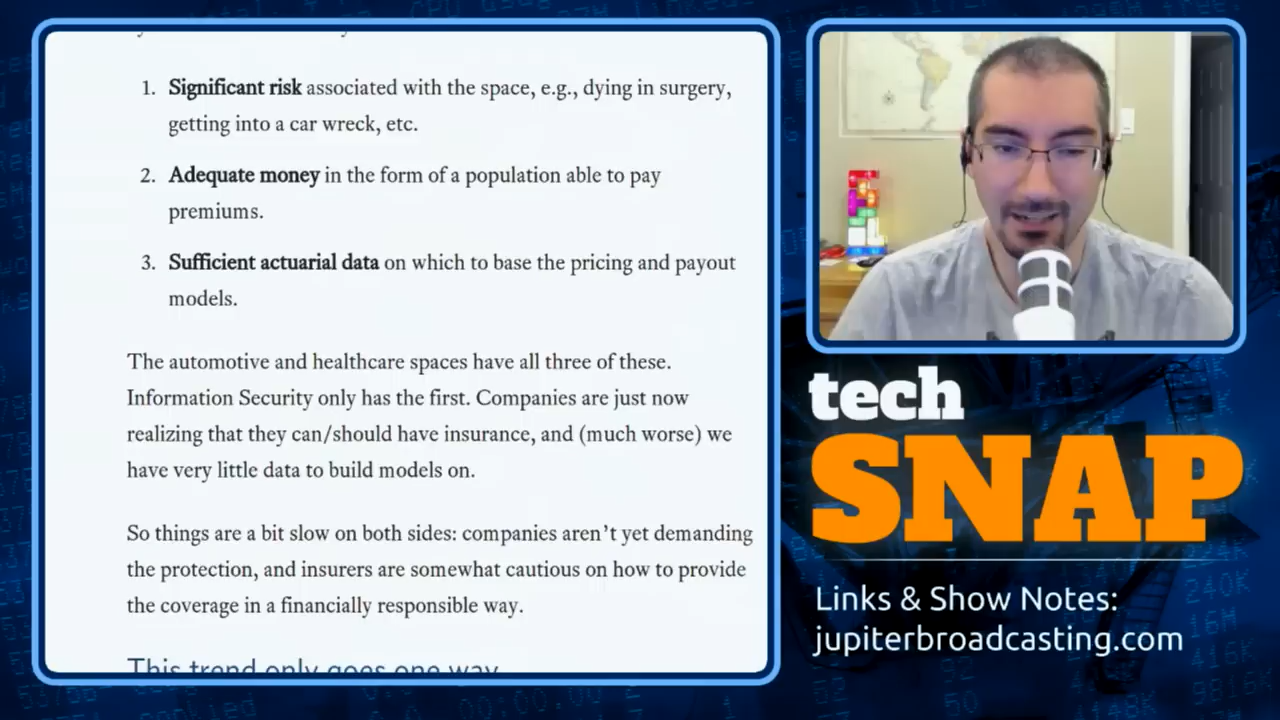 1. Significant risk associated with the space, e.g., dying in surgery,
getting into a car wreck, etc.
2. Adequate money in the form of a population able to pay
premiums.
3. Sufficient actuarial data on which to base the pricing and payout
models.
The automotive and healthcare spaces have all three of these.
Information Security only has the first. Companies are just now
realizing that they can/should have insurance, and (much worse) we
have very little data to build models on.
So things are a bit slow on both sides: companies aren't yet demanding
the protection, and insurers are somewhat cautious on how to provide
the coverage in a financially responsible way.
This trend only goes one way
tech
SNAP
Links & Show Notes:
jupiterbroadcasting.com